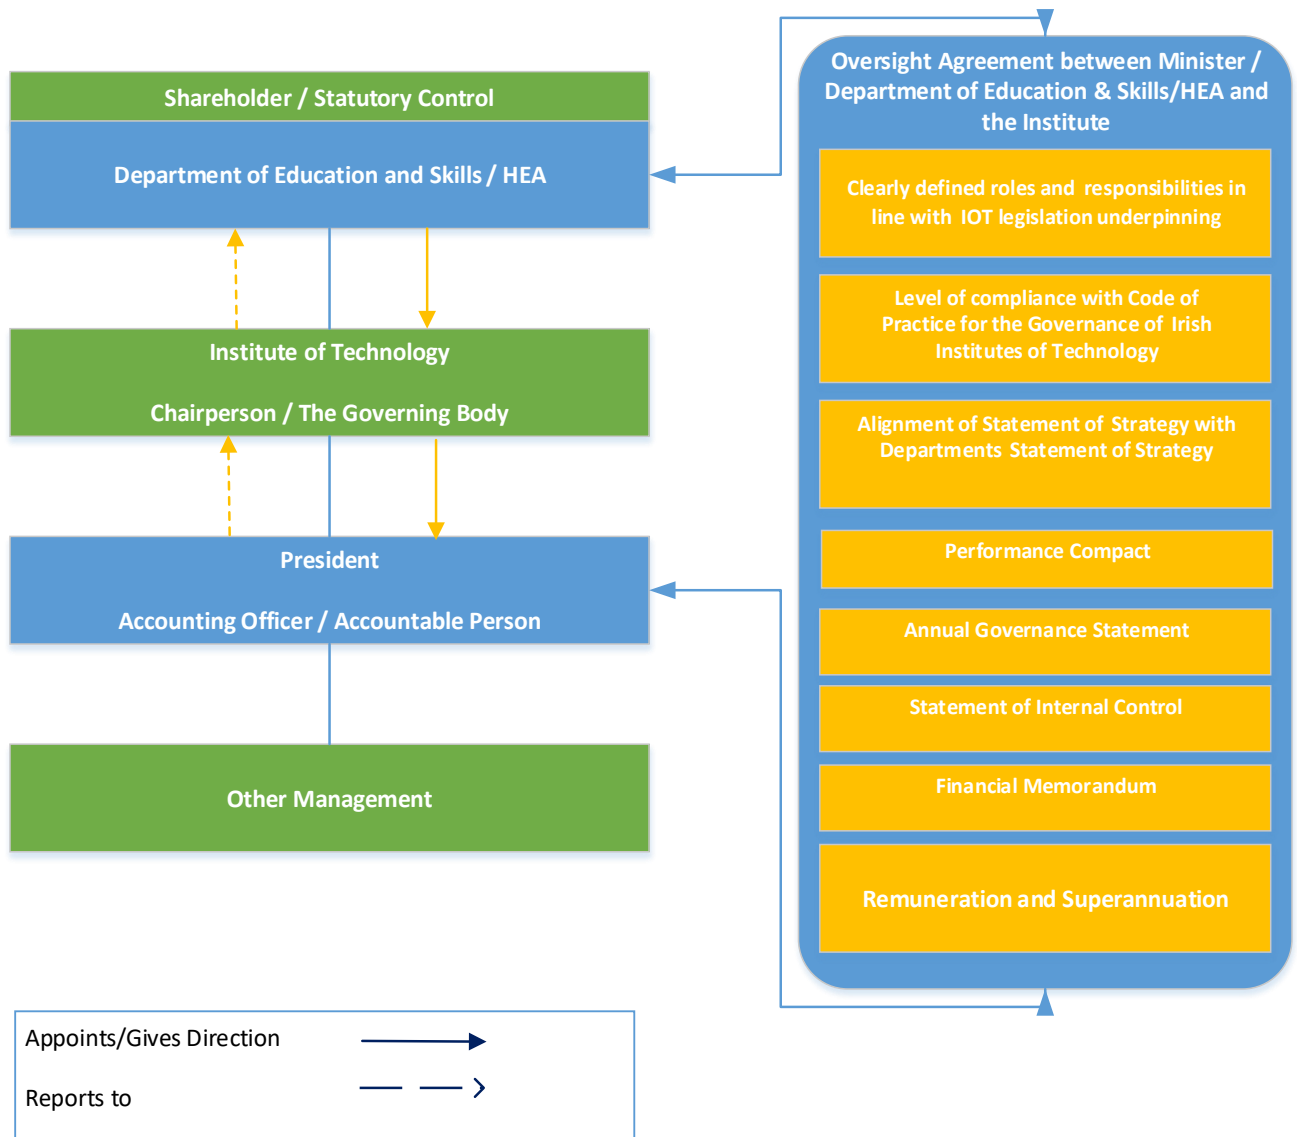 Shareholder / Statutory Control
Department of Education and Skills / HEA
Institute of Technology
Chairperson / The Governing Body
President
Accounting Officer / Accountable Person
Other Management
Oversight Agreement between Minister /
Department of Education & Skills/HEA and
the Institute
Clearly defined roles and responsibilities in
line with IOT legislation underpinning
Level of compliance with Code of
Practice for the Governance of Irish
Institutes of Technology
Alignment of Statement of Strategy with
Departments Statement of Strategy
Performance Compact
Annual Governance Statement
Statement of Internal Control
Financial Memorandum
Remuneration and Superannuation
Appoints/Gives Direction
Reports to